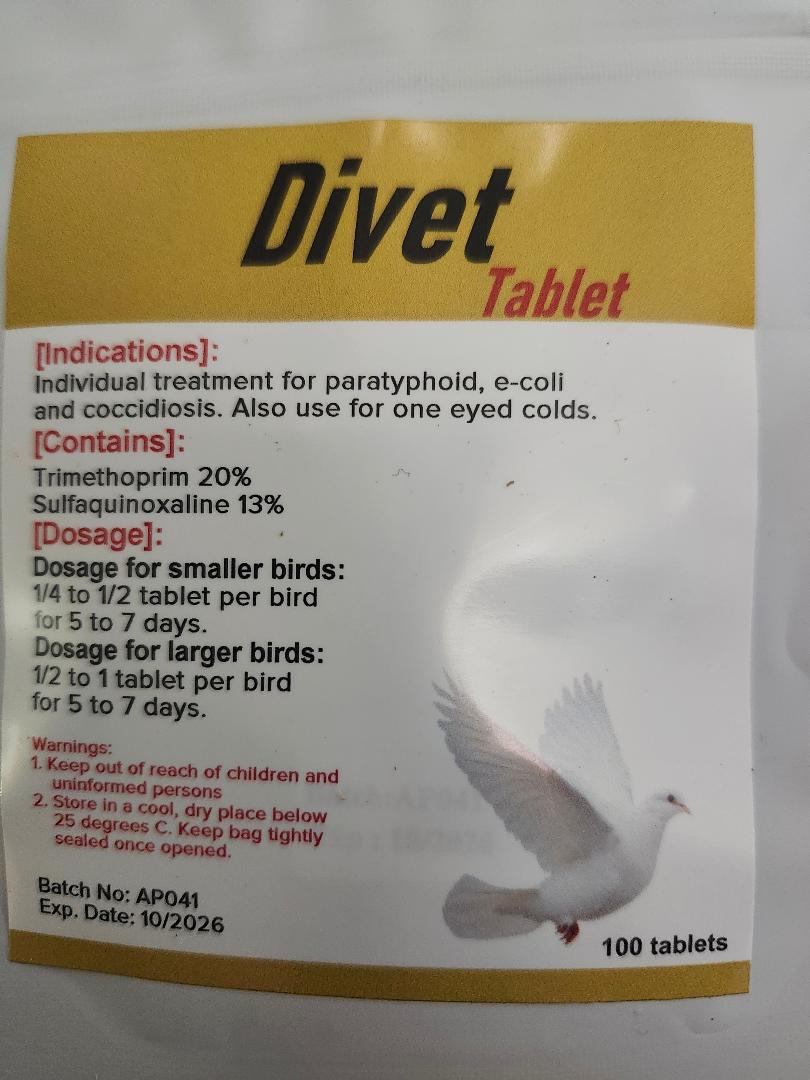 Divet
Tablet
[Indications]:
Individual treatment for paratyphoid, e-coli
and coccidiosis. Also use for one eyed colds.
[Contains]:
Trimethoprim 20%
Sulfaquinoxaline 13%
[Dosage]:
Dosage for smaller birds:
1/4 to 1/2 tablet per bird
for 5 to 7 days.
Dosage for larger birds:
1/2 to 1 tablet per bird
for 5 to 7 days.
Warnings:
1. Keep out of reach of children and
uninformed persons
2. Store in a cool, dry place below
25 degrees C. Keep bag tightly
sealed once opened.
Batch No: AP041
Exp. Date: 10/2026
100 tablets